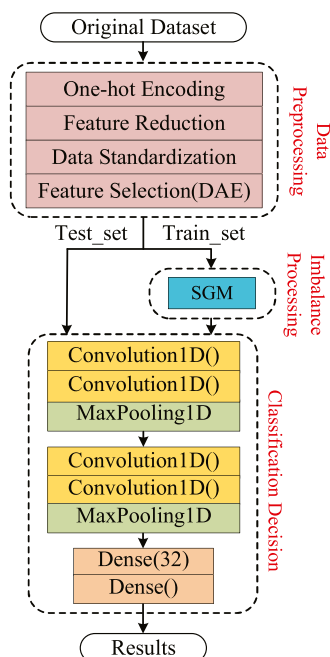 Original Dataset
One-hot Encoding
Feature Reduction
Data Standardization
Feature Selection(DAE)
Data
Preprocessing
Test_set
Train_set
SGM
Imbalance
Processing
Convolution1D()
Convolution1D()
MaxPooling1D
Convolution1D()
Convolution1D()
MaxPooling1D
Dense(32)
Dense()
Classification Decision
Results